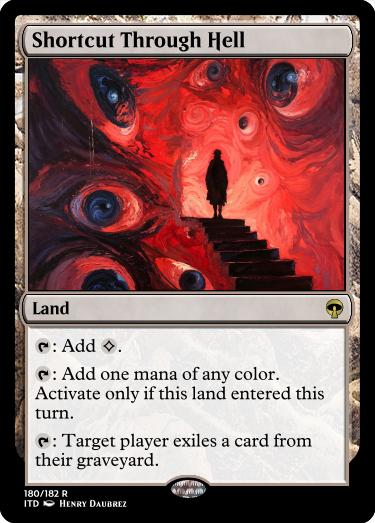 Shortcut Through Hell
Land
: Add .
: Add one mana of any color.
Activate only if this land entered this
turn.
: Target player exiles a card from
their graveyard.
180/182 R
ITD Henry Daubrez